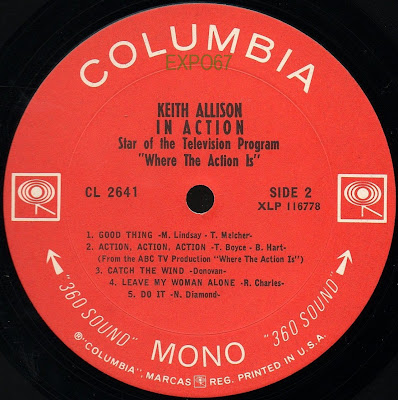 COLUMBIA
EXPO67
KEITH ALLISON
IN ACTION
Star of the Television Program
"Where The Action Is"
CL 2641
SIDE 2
XLP 116778
1. GOOD THING -M. Lindsay - T. Melcher-
2. ACTION, ACTION, ACTION -T. Boyce - B. Hart-
(From the ABC TV Production "Where The Action Is")
3. CATCH THE WIND -Donovan-
4. LEAVE MY WOMAN ALONE -R. Charles-
5. DO IT -N. Diamond-
"360 SOUND" MONO "360 SOUND"
℗"COLUMBIA", MARCAS REG. PRINTED IN U.S.A.